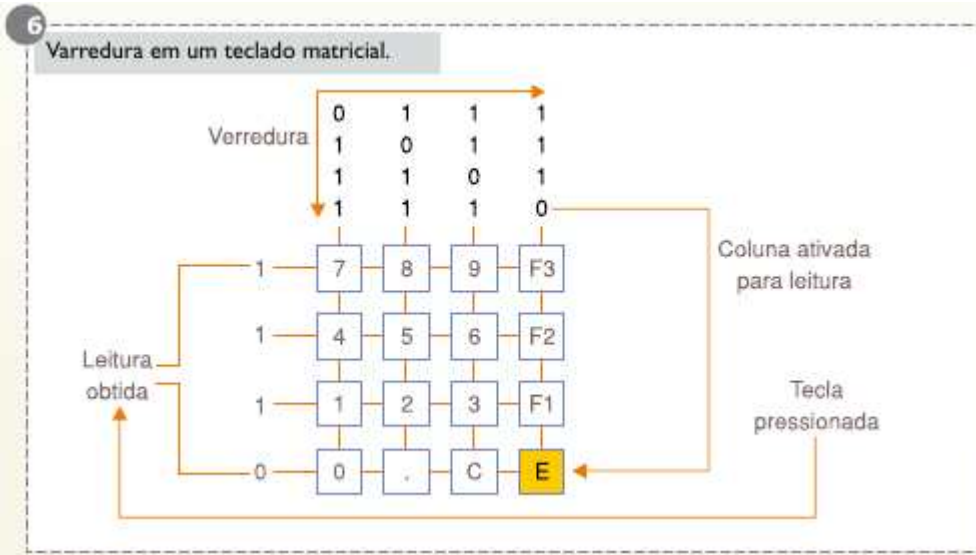 6
Varredura em um teclado matricial.
Verredura
0 1 1 1
1 0 1 1
1 1 0 1
1 1 1 0
Coluna ativada
para leitura
1 7 8 9 F3
1 4 5 6 F2
Leitura
obtida
1 1 2 3 F1
Tecla
pressionada
0 0 . C E